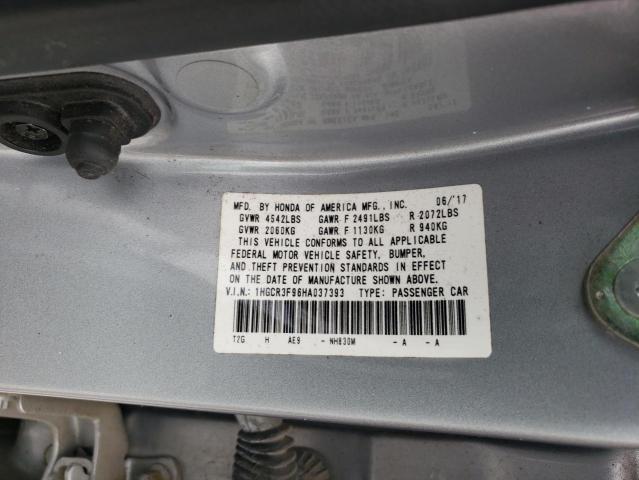 MFD. BY HONDA OF AMERICA MFG., INC. 06/'17
GVWR 4542LBS GAWR F 2491LBS R 2072LBS
GVWR 2060KG GAWR F 1130KG R 940KG
THIS VEHICLE CONFORMS TO ALL APPLICABLE
FEDERAL MOTOR VEHICLE SAFETY, BUMPER,
AND THEFT PREVENTION STANDARDS IN EFFECT
ON THE DATE OF MANUFACTURE SHOWN ABOVE.
V.I.N.: 1HGCR3F96HA037393 TYPE: PASSENGER CAR
T2G H AE9 - NH830M - A - A